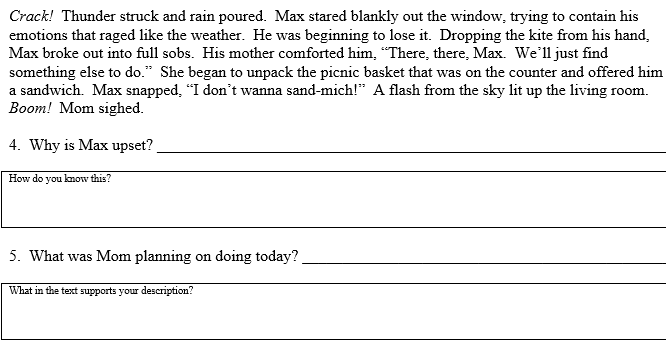 Crack!  Thunder struck and rain poured.  Max stared blankly out the window, trying to contain his
emotions that raged like the weather.  He was beginning to lose it.  Dropping the kite from his hand,
Max broke out into full sobs.  His mother comforted him, “There, there, Max.  We’ll just find
something else to do.”  She began to unpack the picnic basket that was on the counter and offered him
a sandwich.  Max snapped, “I don’t wanna sand-mich!”  A flash from the sky lit up the living room.
Boom!  Mom sighed.
4.  Why is Max upset?
How do you know this?
5.  What was Mom planning on doing today?
What in the text supports your description?